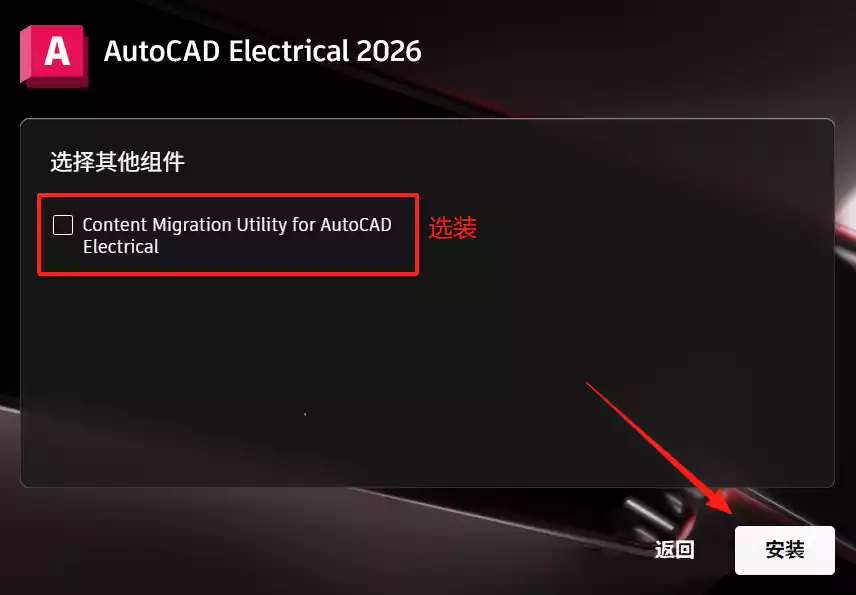 A
AutoCAD Electrical 2026
选择其他组件
Content Migration Utility for AutoCAD
Electrical
选装
返回
安装